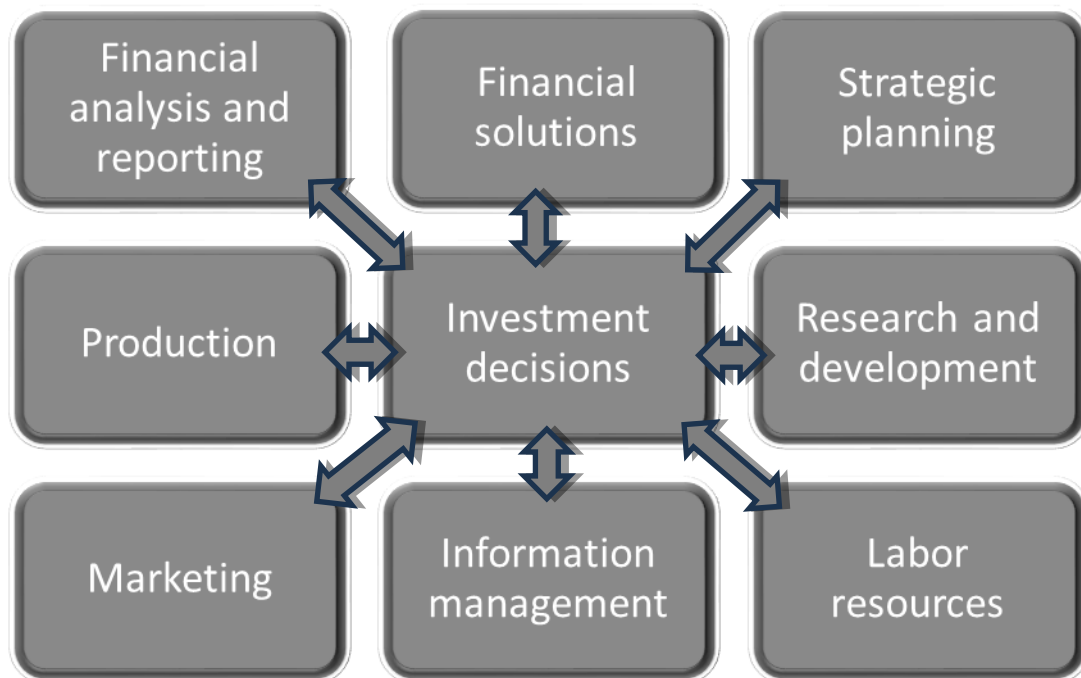 Financial
analysis and
reporting
Financial
solutions
Strategic
planning
Production
Investment
decisions
Research and
development
Marketing
Information
management
Labor
resources